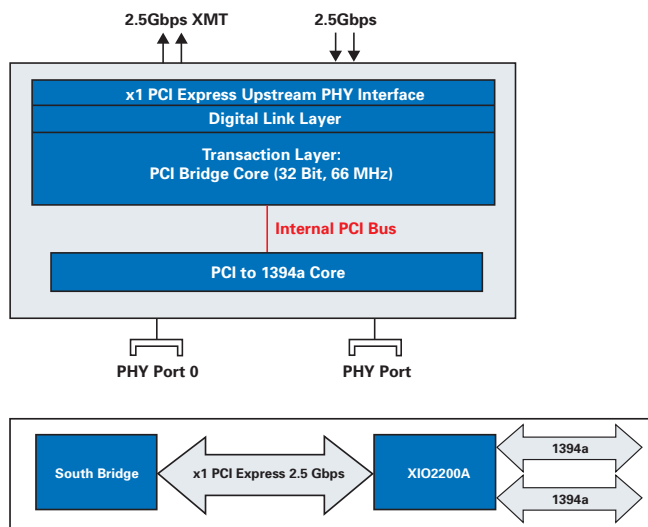 2.5Gbps XMT
2.5Gbps
x1 PCI Express Upstream PHY Interface
Digital Link Layer
Transaction Layer:
PCI Bridge Core (32 Bit, 66 MHz)
Internal PCI Bus
PCI to 1394a Core
PHY Port 0
PHY Port
South Bridge
x1 PCI Express 2.5 Gbps
XIO2200A
1394a
1394a